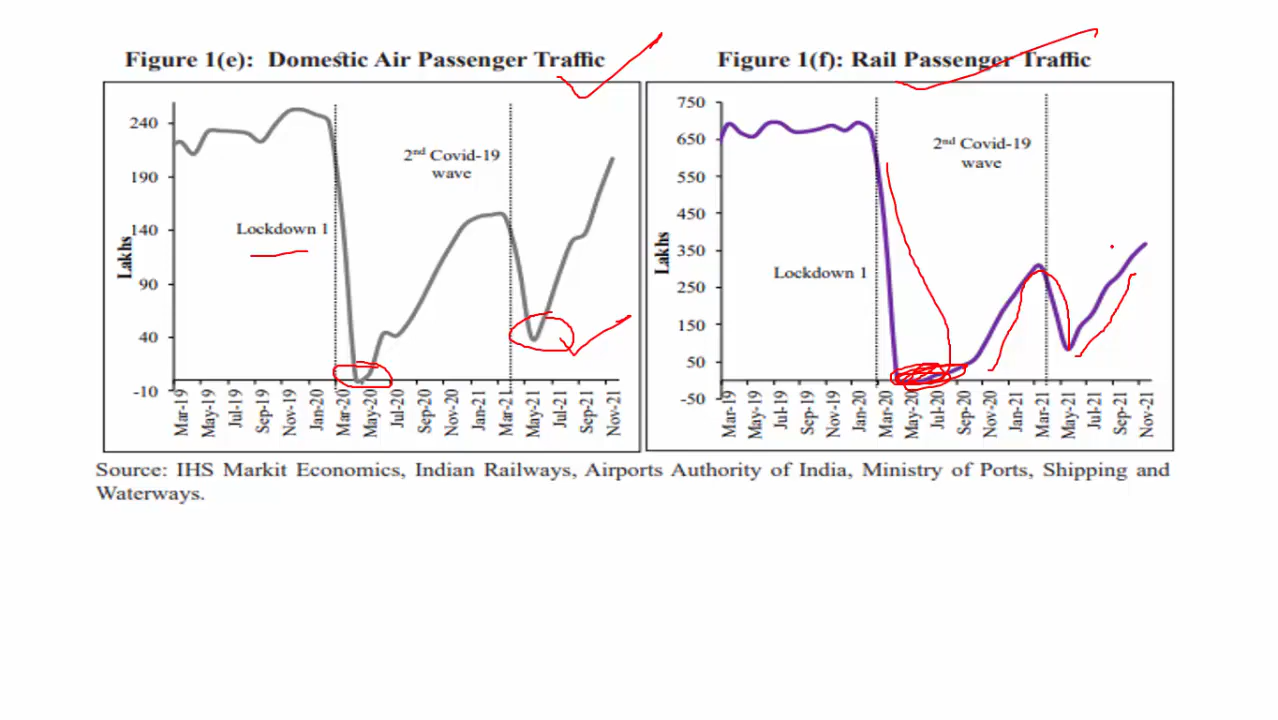 Figure 1(e): Domestic Air Passenger Traffic
240
190
140
90
40
-10
Lakhs
2nd Covid-19
wave
Lockdown 1
Mar-19
May-19
Jul-19
Sep-19
Nov-19
Jan-20
Mar-20
May-20
Jul-20
Sep-20
Nov-20
Jan-21
Mar-21
May-21
Jul-21
Sep-21
Nov-21
Figure 1(f): Rail Passenger Traffic
750
650
550
450
350
250
150
50
-50
Lakhs
2nd Covid-19
wave
Lockdown 1
Mar-19
May-19
Jul-19
Sep-19
Nov-19
Jan-20
Mar-20
May-20
Jul-20
Sep-20
Nov-20
Jan-21
Mar-21
May-21
Jul-21
Sep-21
Nov-21
Source: IHS Markit Economics, Indian Railways, Airports Authority of India, Ministry of Ports, Shipping and
Waterways.